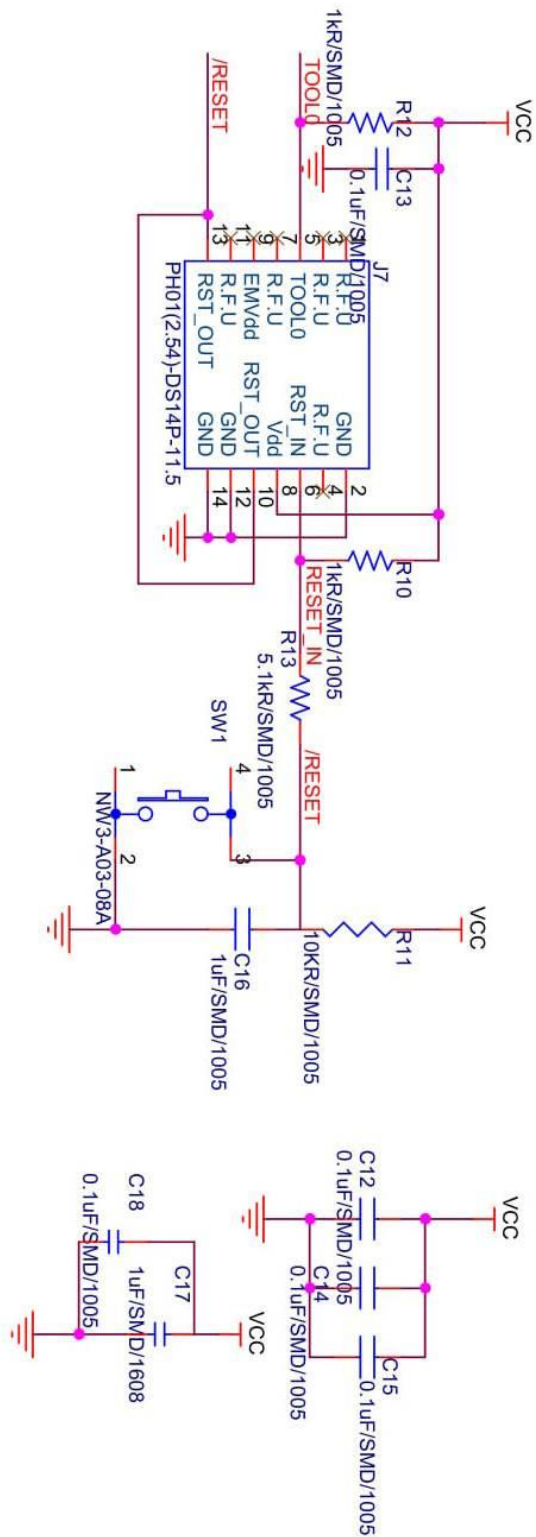 VCC
R12
1kR/SMD/1005
C13
0.1uF/SMD/1005
TOOL0
/RESET
J7
1
3
5
7
9
11
13
R.F.U
R.F.U
TOOL0
R.F.U
EMVdd
R.F.U
RST_OUT
GND
R.F.U
RST_IN
Vdd
RST_OUT
GND
GND
2
4
6
8
10
12
14
PH01(2.54)-DS14P-11.5
R10
1kR/SMD/1005
RESET_IN
R13
5.1kR/SMD/1005
/RESET
SW1
4
3
1
2
NW3-A03-08A
VCC
R11
10KR/SMD/1005
C16
1uF/SMD/1005
VCC
C12
0.1uF/SMD/1005
C14
0.1uF/SMD/1005
C15
0.1uF/SMD/1005
VCC
C18
0.1uF/SMD/1005
C17
1uF/SMD/1608